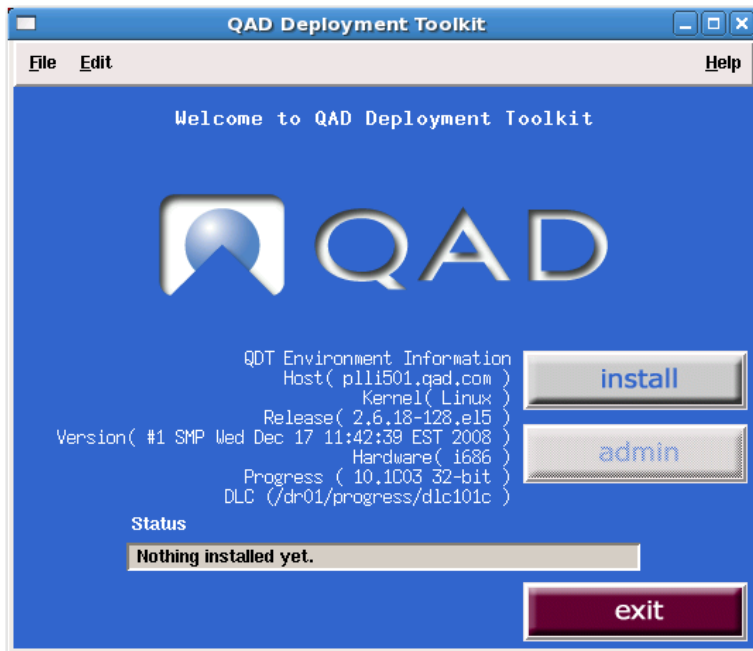 QAD Deployment Toolkit
File Edit Help
Welcome to QAD Deployment Toolkit
QAD
QDT Environment Information
Host( plli501.qad.com )
Kernel( Linux )
Release( 2.6.18-128.el5 )
Version( #1 SMP Wed Dec 17 11:42:39 EST 2008 )
Hardware( i686 )
Progress ( 10.1C03 32-bit )
DLC (/dr01/progress/dlc101c )
install
admin
Status
Nothing installed yet.
exit